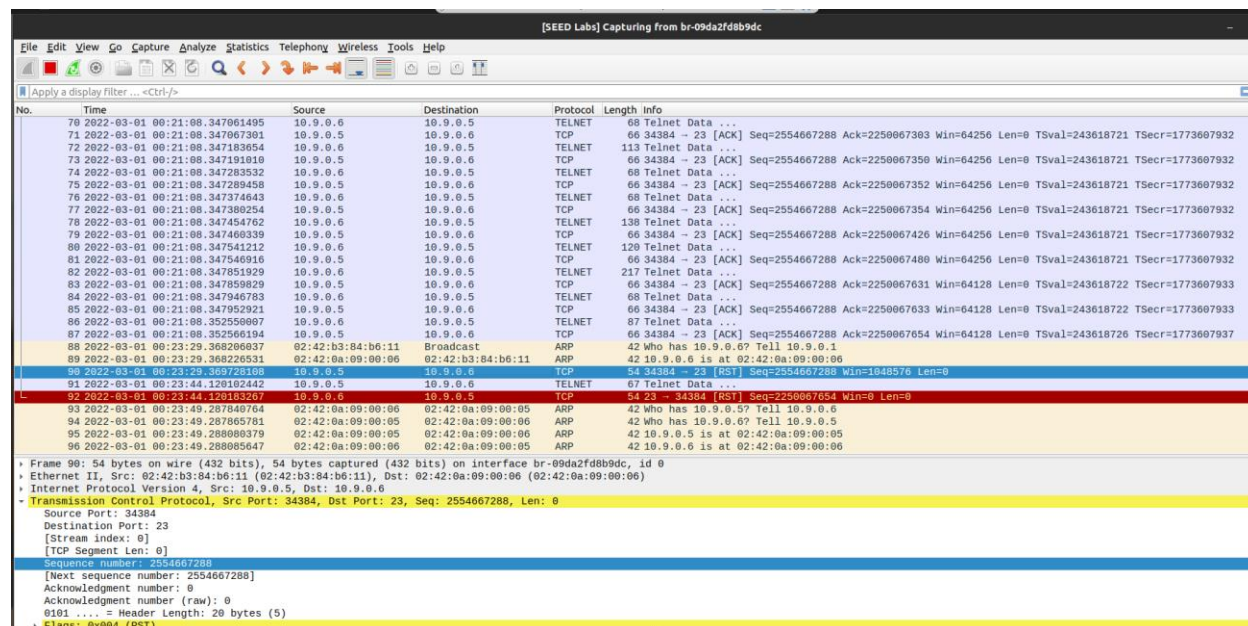 [SEED Labs] Capturing from br-09da2fd8b9dc
File Edit View Go Capture Analyze Statistics Telephony Wireless Tools Help
Apply a display filter ... <Ctrl-/>
No. Time Source Destination Protocol Length Info
70 2022-03-01 00:21:08.347061495 10.9.0.6 10.9.0.5 TELNET 68 Telnet Data ...
71 2022-03-01 00:21:08.347067301 10.9.0.5 10.9.0.6 TCP 66 34384 → 23 [ACK] Seq=2554667288 Ack=2250067303 Win=64256 Len=0 TSval=243618721 TSecr=1773607932
72 2022-03-01 00:21:08.347183654 10.9.0.6 10.9.0.5 TELNET 113 Telnet Data ...
73 2022-03-01 00:21:08.347191010 10.9.0.5 10.9.0.6 TCP 66 34384 → 23 [ACK] Seq=2554667288 Ack=2250067350 Win=64256 Len=0 TSval=243618721 TSecr=1773607932
74 2022-03-01 00:21:08.347283532 10.9.0.6 10.9.0.5 TELNET 68 Telnet Data ...
75 2022-03-01 00:21:08.347289458 10.9.0.5 10.9.0.6 TCP 66 34384 → 23 [ACK] Seq=2554667288 Ack=2250067352 Win=64256 Len=0 TSval=243618721 TSecr=1773607932
76 2022-03-01 00:21:08.347374643 10.9.0.6 10.9.0.5 TELNET 68 Telnet Data ...
77 2022-03-01 00:21:08.347380254 10.9.0.5 10.9.0.6 TCP 66 34384 → 23 [ACK] Seq=2554667288 Ack=2250067354 Win=64256 Len=0 TSval=243618721 TSecr=1773607932
78 2022-03-01 00:21:08.347454762 10.9.0.6 10.9.0.5 TELNET 138 Telnet Data ...
79 2022-03-01 00:21:08.347460339 10.9.0.5 10.9.0.6 TCP 66 34384 → 23 [ACK] Seq=2554667288 Ack=2250067426 Win=64256 Len=0 TSval=243618721 TSecr=1773607932
80 2022-03-01 00:21:08.347541212 10.9.0.6 10.9.0.5 TELNET 120 Telnet Data ...
81 2022-03-01 00:21:08.347546916 10.9.0.5 10.9.0.6 TCP 66 34384 → 23 [ACK] Seq=2554667288 Ack=2250067480 Win=64256 Len=0 TSval=243618721 TSecr=1773607932
82 2022-03-01 00:21:08.347851929 10.9.0.6 10.9.0.5 TELNET 217 Telnet Data ...
83 2022-03-01 00:21:08.347859829 10.9.0.5 10.9.0.6 TCP 66 34384 → 23 [ACK] Seq=2554667288 Ack=2250067631 Win=64128 Len=0 TSval=243618722 TSecr=1773607933
84 2022-03-01 00:21:08.347946783 10.9.0.6 10.9.0.5 TELNET 68 Telnet Data ...
85 2022-03-01 00:21:08.347952921 10.9.0.5 10.9.0.6 TCP 66 34384 → 23 [ACK] Seq=2554667288 Ack=2250067633 Win=64128 Len=0 TSval=243618722 TSecr=1773607933
86 2022-03-01 00:21:08.352550007 10.9.0.6 10.9.0.5 TELNET 87 Telnet Data ...
87 2022-03-01 00:21:08.352566194 10.9.0.5 10.9.0.6 TCP 66 34384 → 23 [ACK] Seq=2554667288 Ack=2250067654 Win=64128 Len=0 TSval=243618726 TSecr=1773607937
88 2022-03-01 00:23:29.368206037 02:42:b3:84:b6:11 Broadcast ARP 42 Who has 10.9.0.6? Tell 10.9.0.1
89 2022-03-01 00:23:29.368226531 02:42:0a:09:00:06 02:42:b3:84:b6:11 ARP 42 10.9.0.6 is at 02:42:0a:09:00:06
90 2022-03-01 00:23:29.369728108 10.9.0.5 10.9.0.6 TCP 54 34384 → 23 [RST] Seq=2554667288 Win=1048576 Len=0
91 2022-03-01 00:23:44.120102442 10.9.0.5 10.9.0.6 TELNET 67 Telnet Data ...
92 2022-03-01 00:23:44.120183267 10.9.0.6 10.9.0.5 TCP 54 23 → 34384 [RST] Seq=2250067654 Win=0 Len=0
93 2022-03-01 00:23:49.287840764 02:42:0a:09:00:06 02:42:0a:09:00:05 ARP 42 Who has 10.9.0.5? Tell 10.9.0.6
94 2022-03-01 00:23:49.287865781 02:42:0a:09:00:05 02:42:0a:09:00:06 ARP 42 Who has 10.9.0.6? Tell 10.9.0.5
95 2022-03-01 00:23:49.288080379 02:42:0a:09:00:05 02:42:0a:09:00:06 ARP 42 10.9.0.5 is at 02:42:0a:09:00:05
96 2022-03-01 00:23:49.288085647 02:42:0a:09:00:06 02:42:0a:09:00:05 ARP 42 10.9.0.6 is at 02:42:0a:09:00:06
Frame 90: 54 bytes on wire (432 bits), 54 bytes captured (432 bits) on interface br-09da2fd8b9dc, id 0
Ethernet II, Src: 02:42:b3:84:b6:11 (02:42:b3:84:b6:11), Dst: 02:42:0a:09:00:06 (02:42:0a:09:00:06)
Internet Protocol Version 4, Src: 10.9.0.5, Dst: 10.9.0.6
Transmission Control Protocol, Src Port: 34384, Dst Port: 23, Seq: 2554667288, Len: 0
Source Port: 34384
Destination Port: 23
[Stream index: 0]
[TCP Segment Len: 0]
Sequence number: 2554667288
[Next sequence number: 2554667288]
Acknowledgment number: 0
Acknowledgment number (raw): 0
0101 .... = Header Length: 20 bytes (5)
Flags: 0x004 (RST)